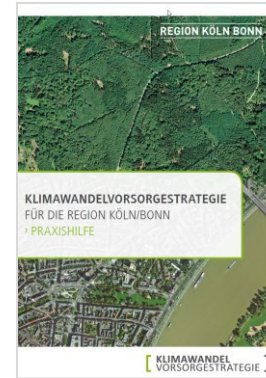 REGION KÖLN BONN
KLIMAWANDELVORSORGESTRATEGIE
FÜR DIE REGION KÖLN/BONN
› PRAXISHILFE
KLIMAWANDEL
VORSORGESTRATEGIE